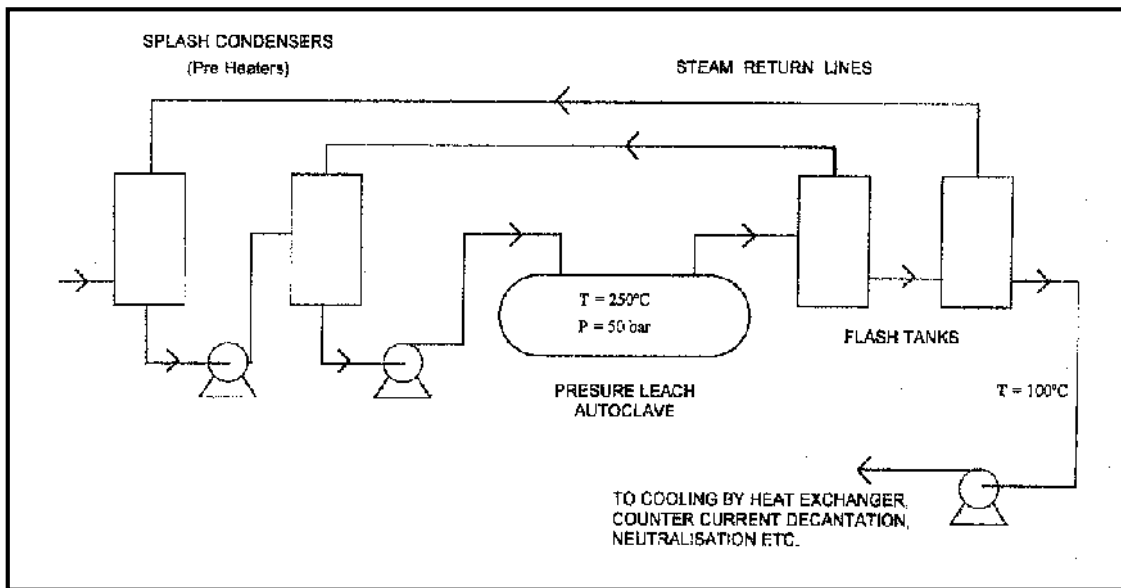 SPLASH CONDENSERS
(Pre Heaters)
STEAM RETURN LINES
T = 250°C
P = 50 bar
FLASH TANKS
PRESURE LEACH
AUTOCLAVE
T = 100°C
TO COOLING BY HEAT EXCHANGER,
COUNTER CURRENT DECANTATION,
NEUTRALISATION ETC.